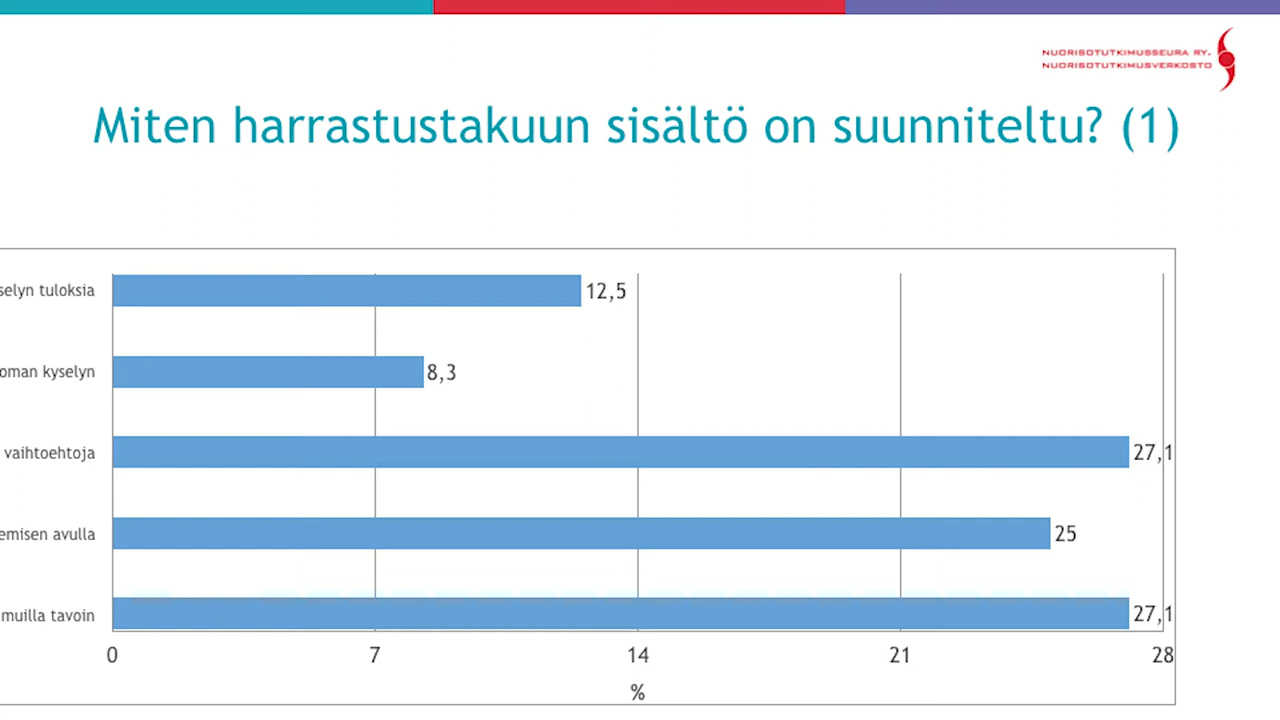 NUORISOTUTKIMUSSEURA RY.
NUORISOTUTKIMUSVERKOSTO
Miten harrastustakuun sisältö on suunniteltu? (1)
selyn tuloksia
12,5
oman kyselyn
8,3
vaihtoehtoja
27,1
emisen avulla
25
muilla tavoin
27,1
0 7 14 21 28
%